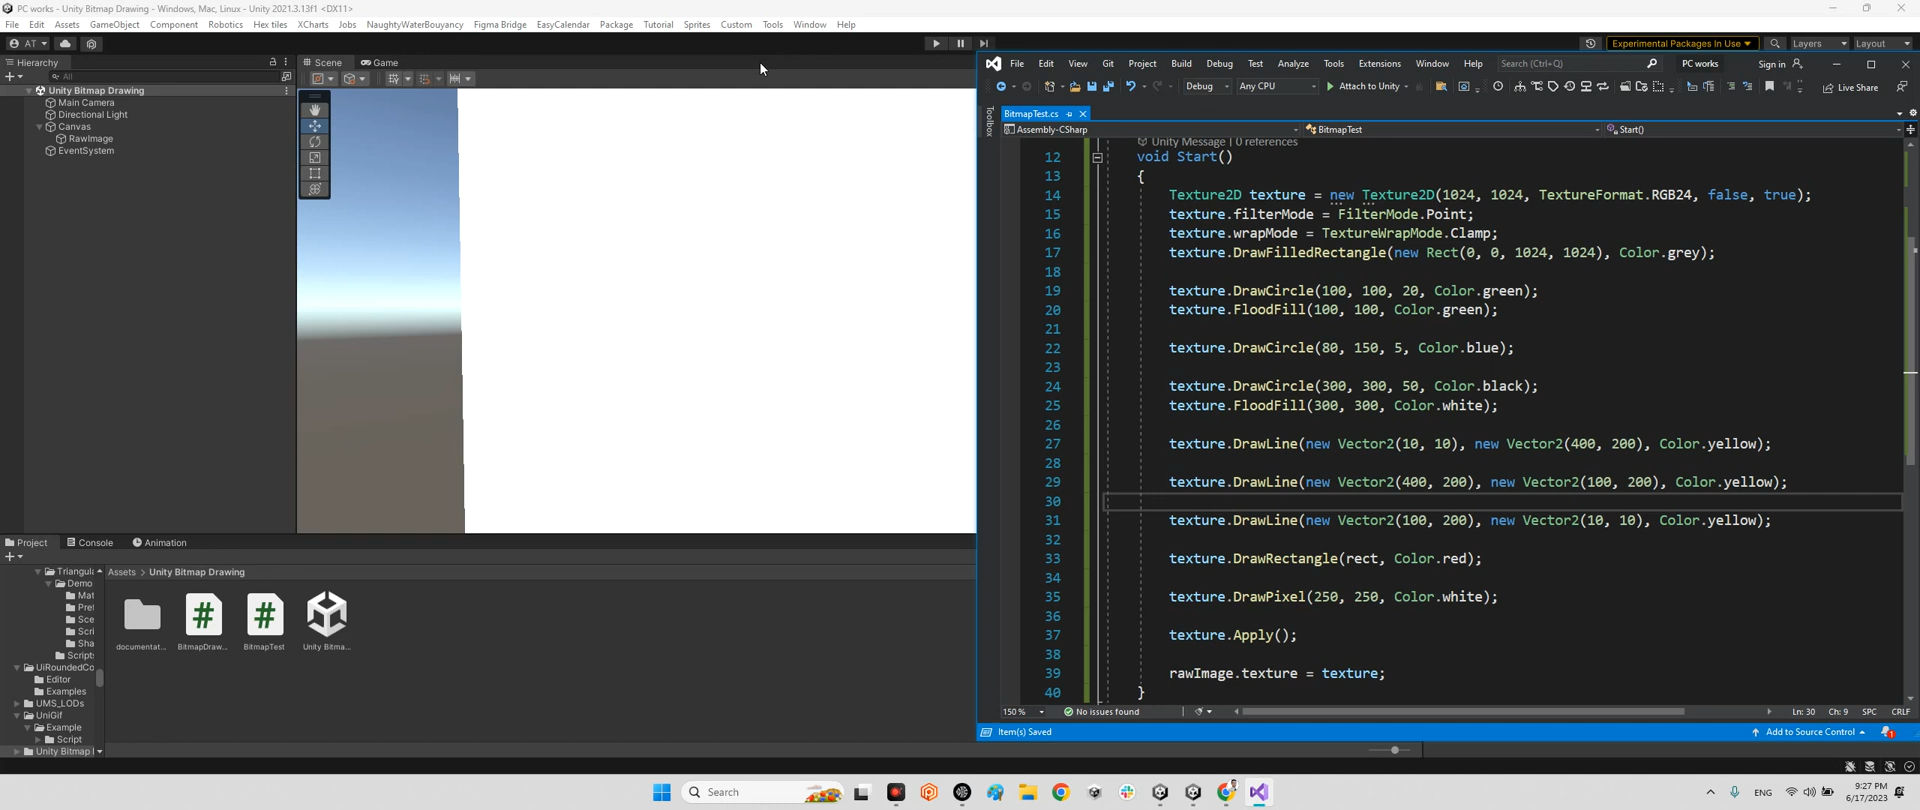 PC works - Unity Bitmap Drawing - Windows, Mac, Linux - Unity 2021.3.13f1 <DX11>
File Edit Assets GameObject Component Robotics Hex tiles XCharts Jobs NaughtyWaterBouyancy Figma Bridge EasyCalendar Package Tutorial Sprites Custom Tools Window Help
AT
Experimental Packages In Use
Layers
Layout
Hierarchy
All
Unity Bitmap Drawing
Main Camera
Directional Light
Canvas
RawImage
EventSystem
Scene
Game
File Edit View Git Project Build Debug Test Analyze Tools Extensions Window Help
Search (Ctrl+Q)
PC works
Sign in
Debug
Any CPU
Attach to Unity
Live Share
Toolbox
BitmapTest.cs
Assembly-CSharp
BitmapTest
Start()
Unity Message | 0 references
12 void Start()
13 {
14 Texture2D texture = new Texture2D(1024, 1024, TextureFormat.RGB24, false, true);
15 texture.filterMode = FilterMode.Point;
16 texture.wrapMode = TextureWrapMode.Clamp;
17 texture.DrawFilledRectangle(new Rect(0, 0, 1024, 1024), Color.grey);
18
19 texture.DrawCircle(100, 100, 20, Color.green);
20 texture.FloodFill(100, 100, Color.green);
21
22 texture.DrawCircle(80, 150, 5, Color.blue);
23
24 texture.DrawCircle(300, 300, 50, Color.black);
25 texture.FloodFill(300, 300, Color.white);
26
27 texture.DrawLine(new Vector2(10, 10), new Vector2(400, 200), Color.yellow);
28
29 texture.DrawLine(new Vector2(400, 200), new Vector2(100, 200), Color.yellow);
30
31 texture.DrawLine(new Vector2(100, 200), new Vector2(10, 10), Color.yellow);
32
33 texture.DrawRectangle(rect, Color.red);
34
35 texture.DrawPixel(250, 250, Color.white);
36
37 texture.Apply();
38
39 rawImage.texture = texture;
40 }
150 %
No issues found
Ln: 30 Ch: 9 SPC CRLF
Item(s) Saved
Add to Source Control
1
Project
Console
Animation
Triangula
Demo
Mat
Pref
Sce
Scri
Sha
Scripts
UiRoundedCo
Editor
Examples
UMS_LODs
UniGif
Example
Script
Unity Bitmap
Assets > Unity Bitmap Drawing
documentat...
BitmapDraw...
BitmapTest
Unity Bitma...
Search
ENG
9:27 PM
6/17/2023